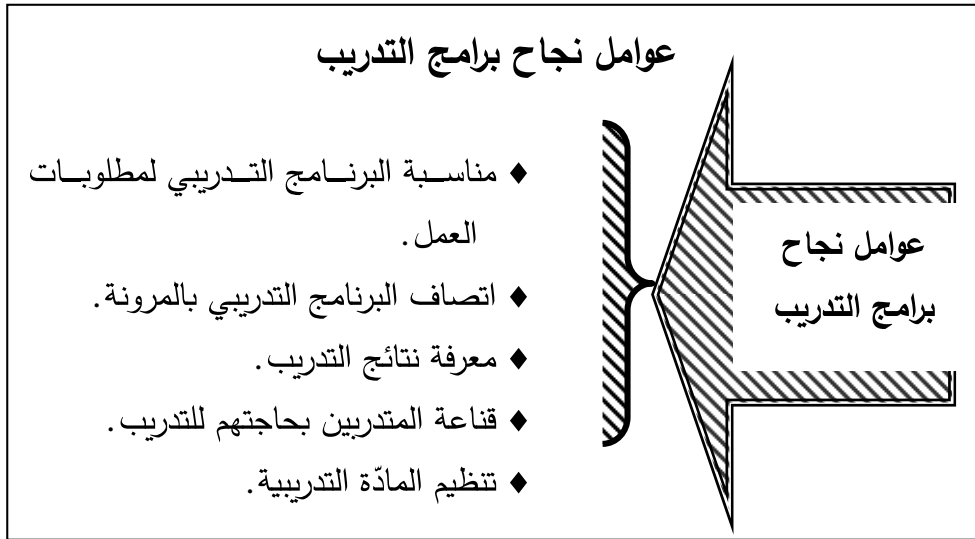 عوامل نجاح برامج التدريب
عوامل نجاح
برامج التدريب
♦ مناسبة البرنامج التدريبي لمطلوبات
العمل.
♦ اتصاف البرنامج التدريبي بالمرونة.
♦ معرفة نتائج التدريب.
♦ قناعة المتدربين بحاجتهم للتدريب.
♦ تنظيم المادّة التدريبية.